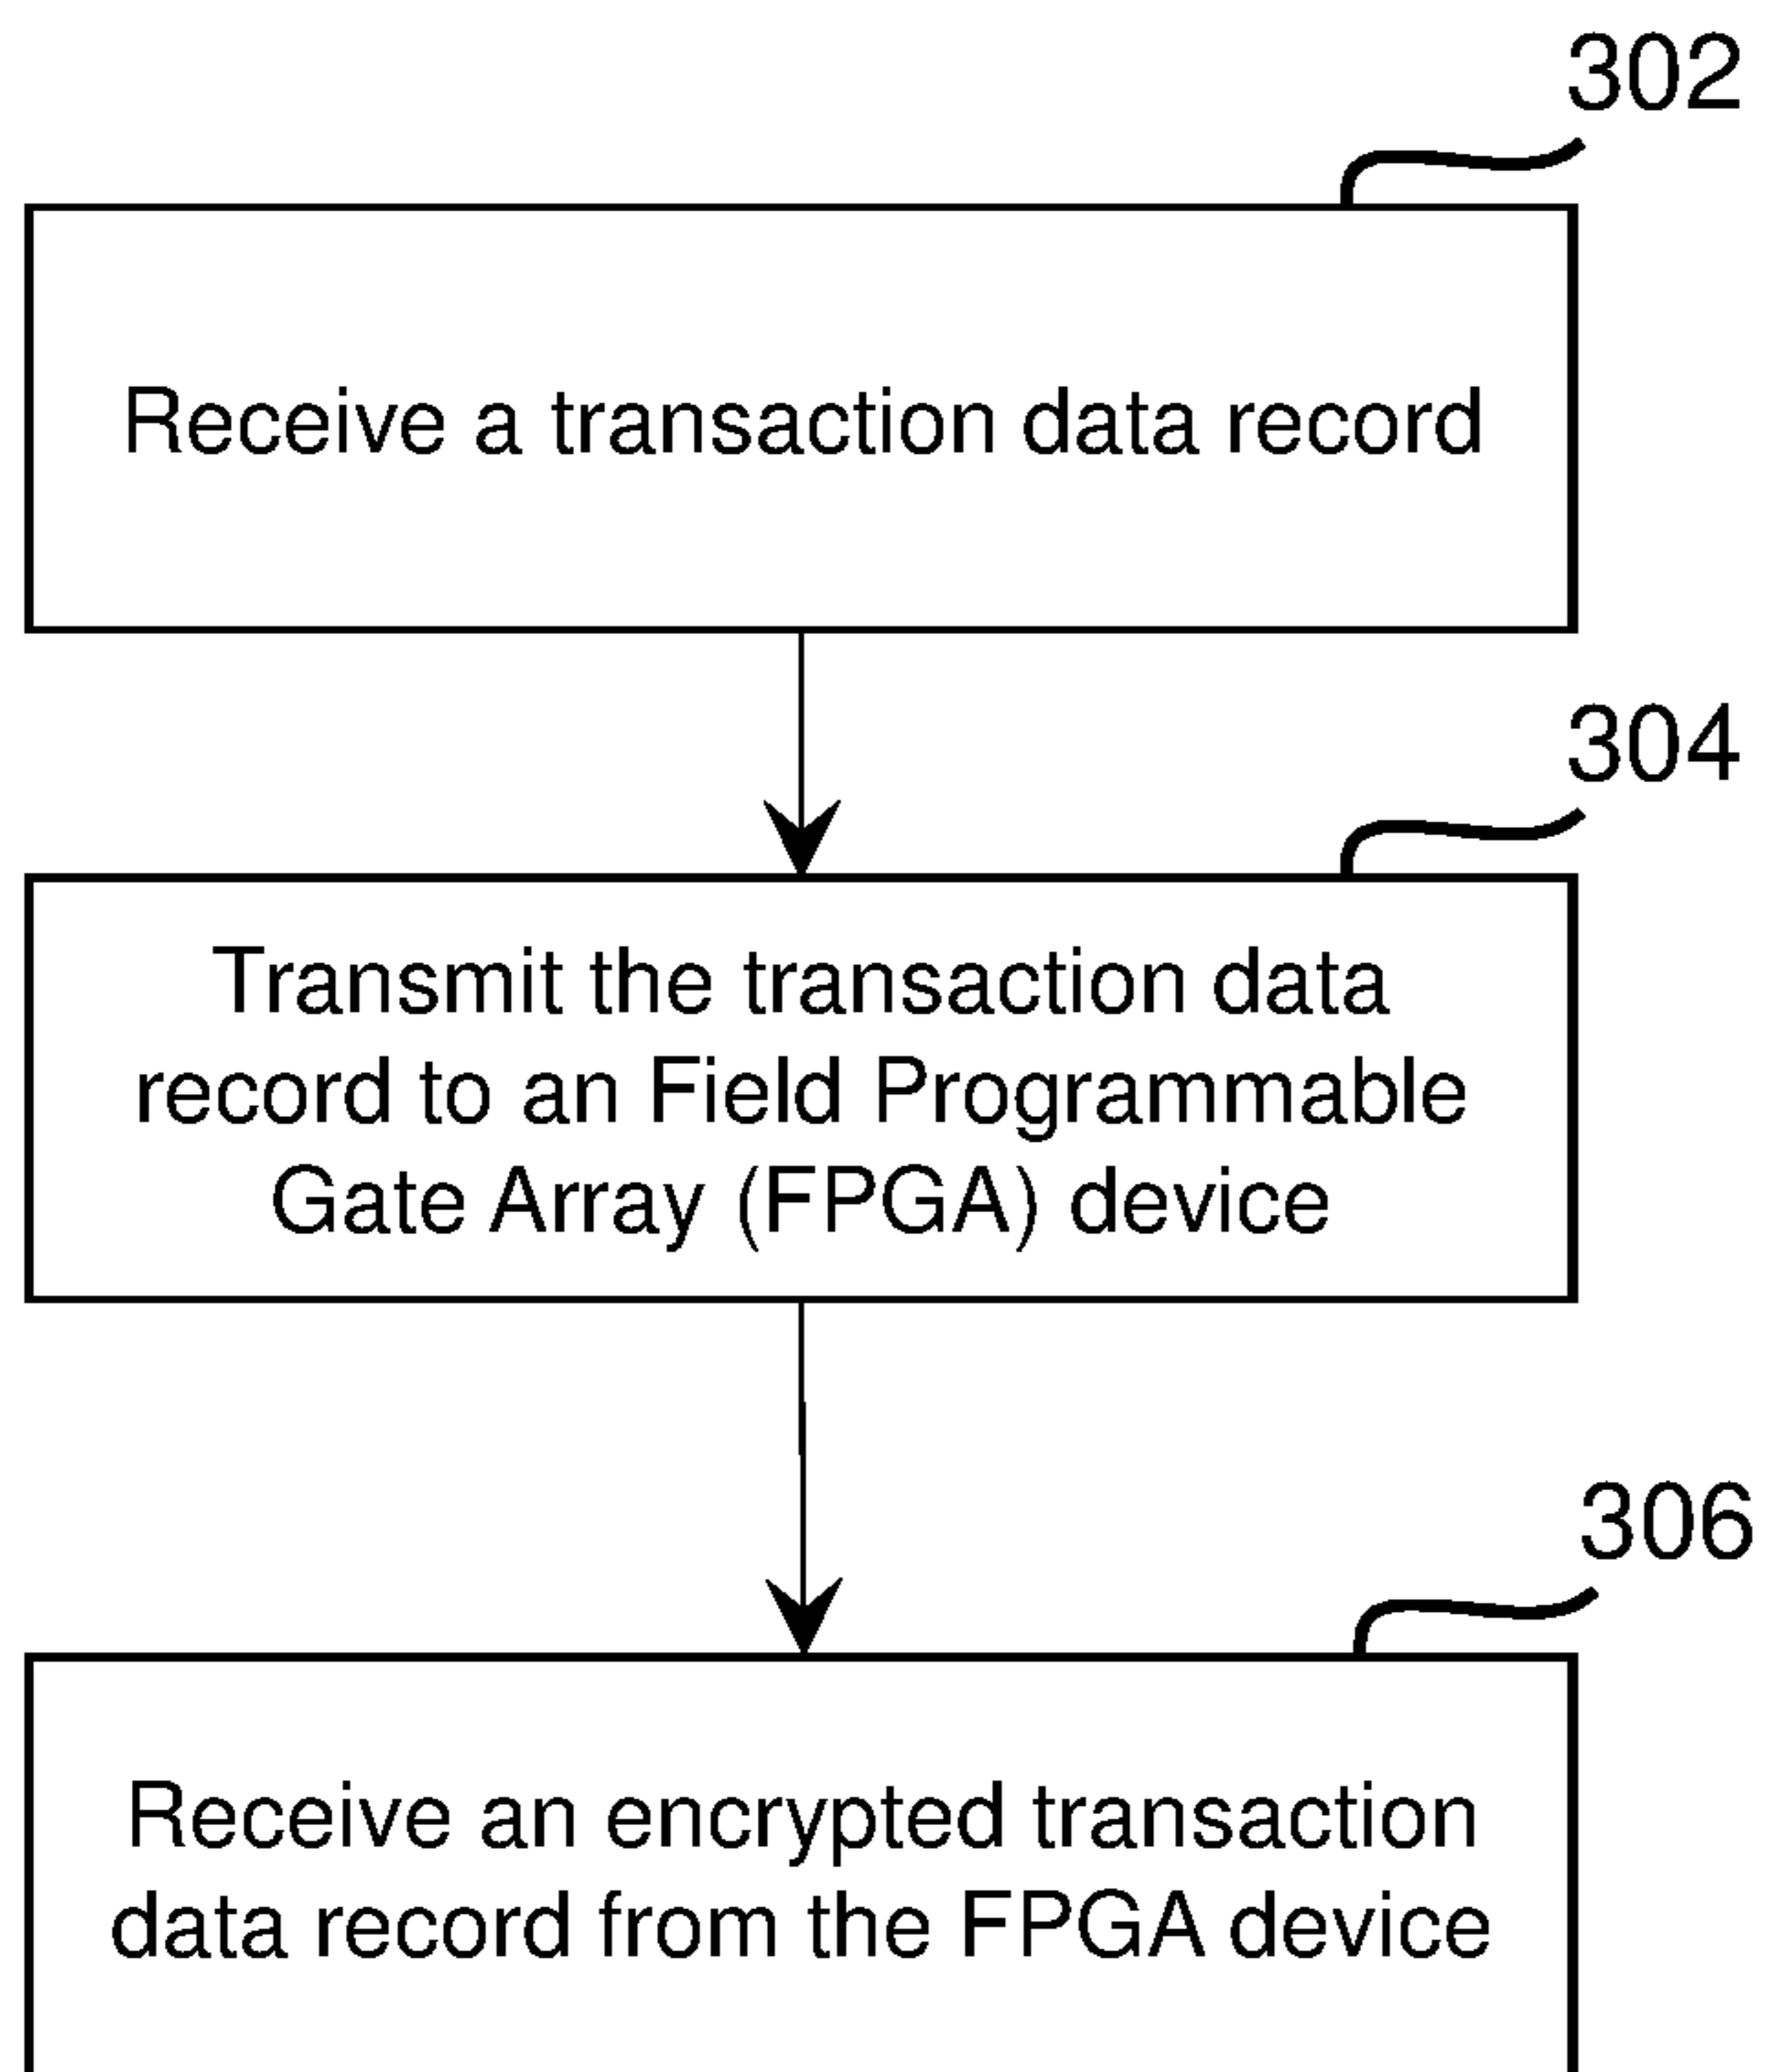 302
Receive a transaction data record
304
Transmit the transaction data
record to an Field Programmable
Gate Array (FPGA) device
306
Receive an encrypted transaction
data record from the FPGA device